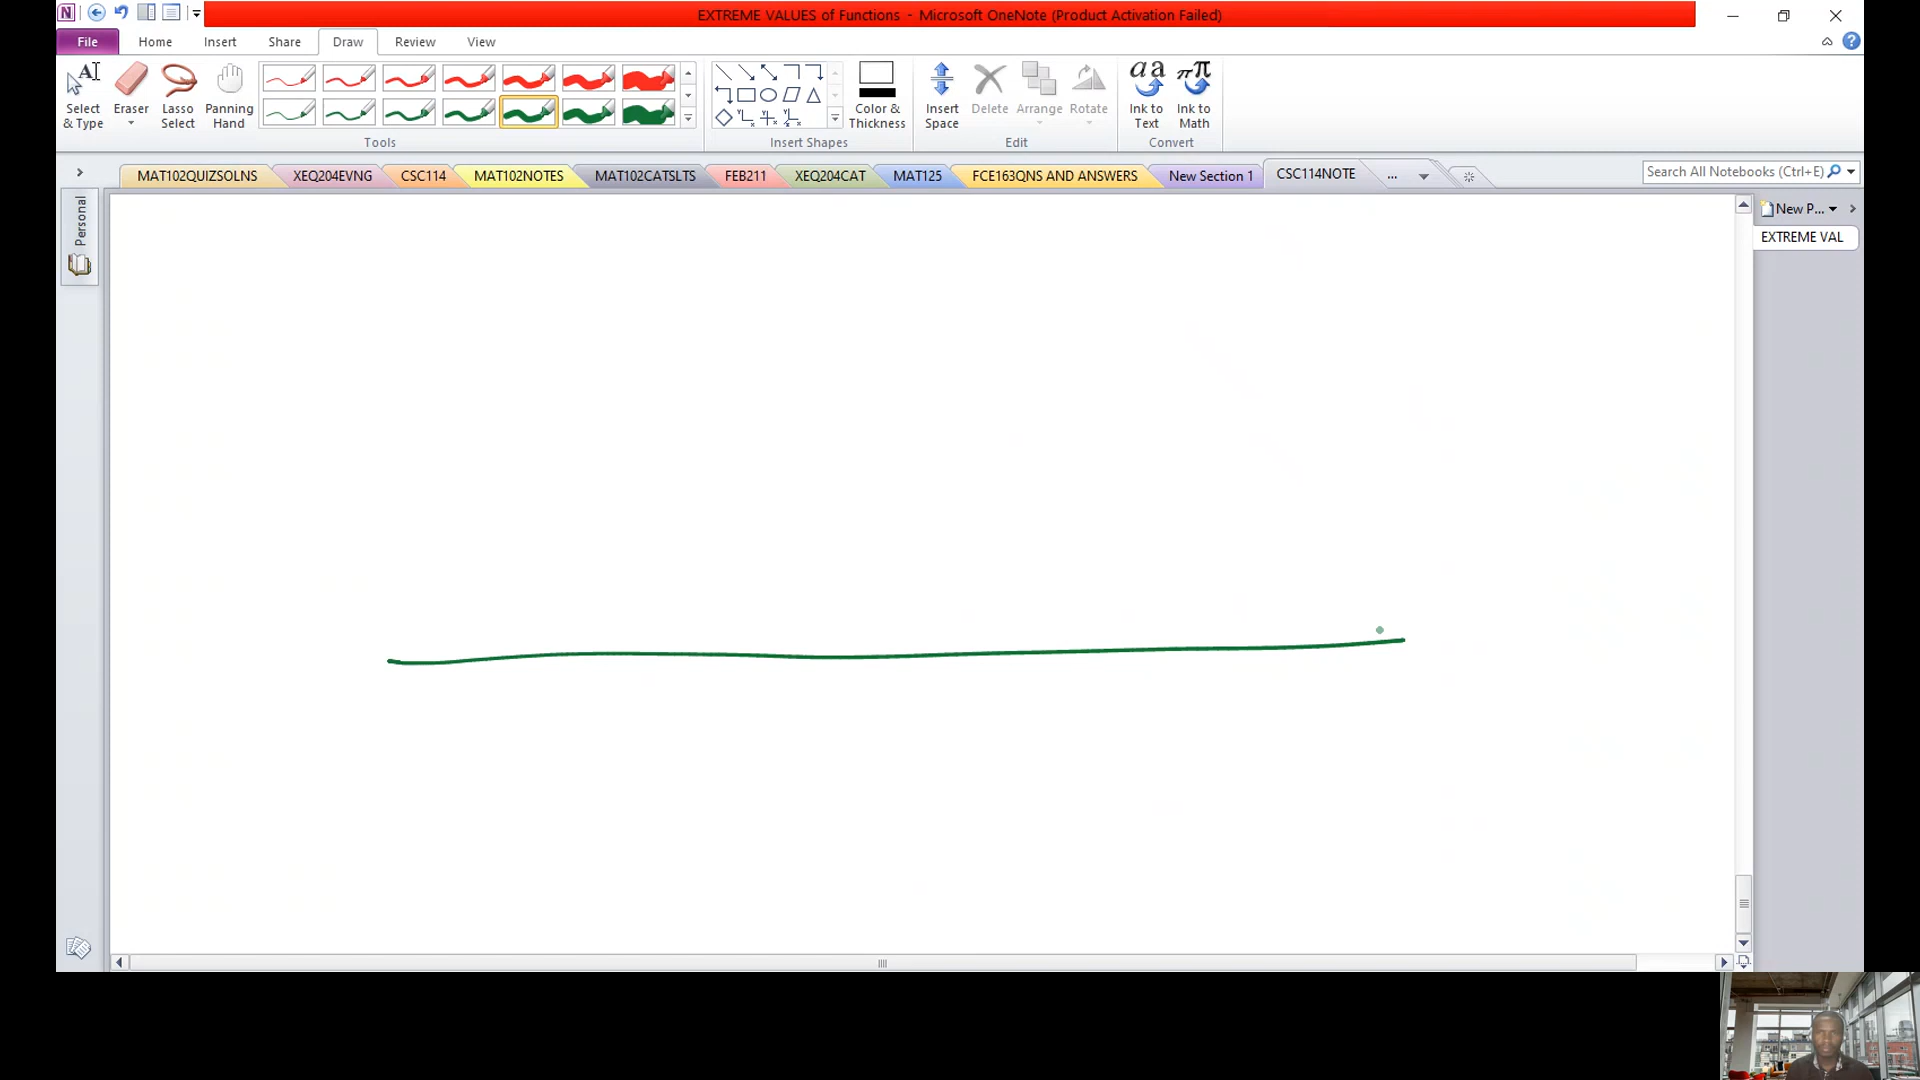 EXTREME VALUES of Functions - Microsoft OneNote (Product Activation Failed)
File Home Insert Share Draw Review View
Select & Type
Eraser
Lasso Select
Panning Hand
Tools
Insert Shapes
Color & Thickness
Insert Space
Delete
Arrange
Rotate
Edit
Ink to Text
Ink to Math
Convert
MAT102QUIZSOLNS XEQ204EVNG CSC114 MAT102NOTES MAT102CATSLTS FEB211 XEQ204CAT MAT125 FCE163QNS AND ANSWERS New Section 1 CSC114NOTE ...
Search All Notebooks (Ctrl+E)
Personal
New P...
EXTREME VAL